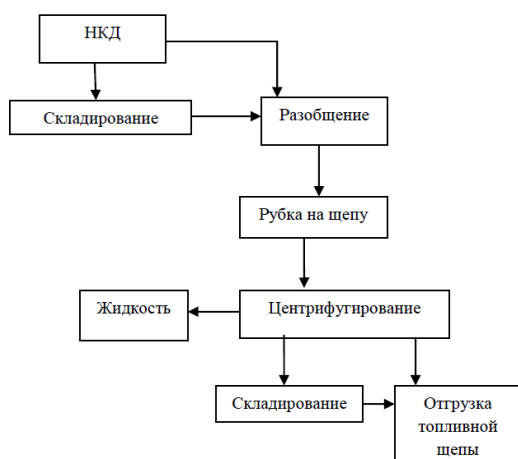 НКД
Складирование
Разобщение
Рубка на щепу
Жидкость
Центрифугирование
Складирование
Отгрузка
топливной
щепы